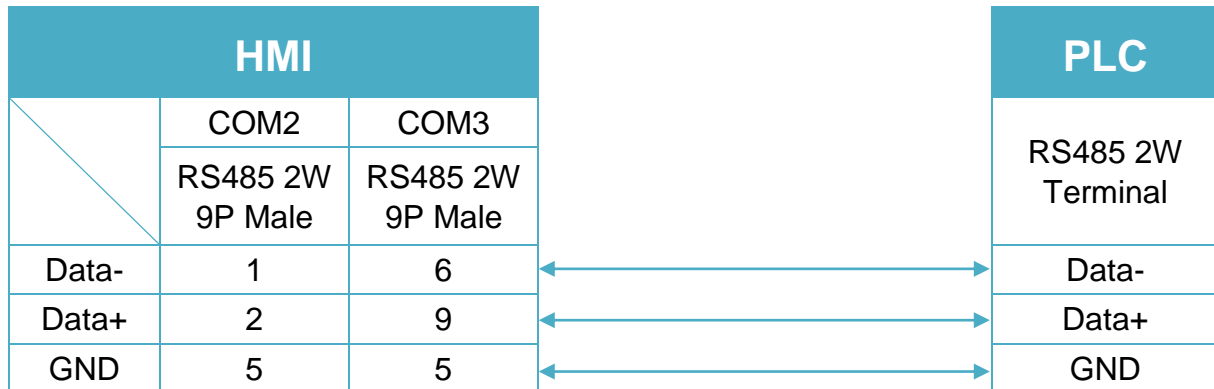 HMI
PLC
COM2 COM3
RS485 2W
9P Male
RS485 2W
9P Male
RS485 2W
Terminal
Data- 1 6 Data-
Data+ 2 9 Data+
GND 5 5 GND